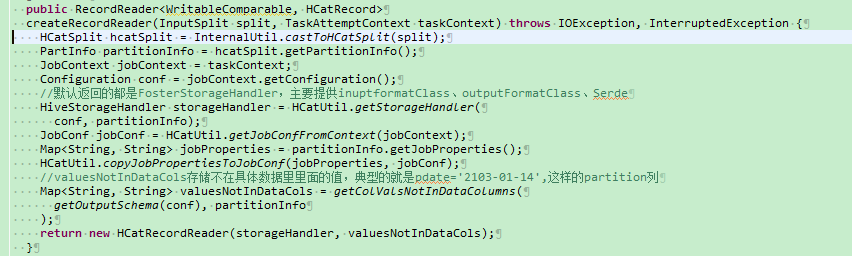 public RecordReader<WritableComparable, HCatRecord>
createRecordReader(InputSplit split, TaskAttemptContext taskContext) throws IOException, InterruptedException {
HCatSplit hcatSplit = InternalUtil.castToHCatSplit(split);
PartInfo partitionInfo = hcatSplit.getPartitionInfo();
JobContext jobContext = taskContext;
Configuration conf = jobContext.getConfiguration();
//默认返回的都是FosterStorageHandler，主要提供inuptformatClass、outputFormatClass、Serde
HiveStorageHandler storageHandler = HCatUtil.getStorageHandler(
conf, partitionInfo);
JobConf jobConf = HCatUtil.getJobConfFromContext(jobContext);
Map<String, String> jobProperties = partitionInfo.getJobProperties();
HCatUtil.copyJobPropertiesToJobConf(jobProperties, jobConf);
//valuesNotInDataCols存储不在具体数据里里面的值，典型的就是pdate='2103-01-14',这样的partition列
Map<String, String> valuesNotInDataCols = getColValsNotInDataColumns(
getOutputSchema(conf), partitionInfo
);
return new HCatRecordReader(storageHandler, valuesNotInDataCols);
}